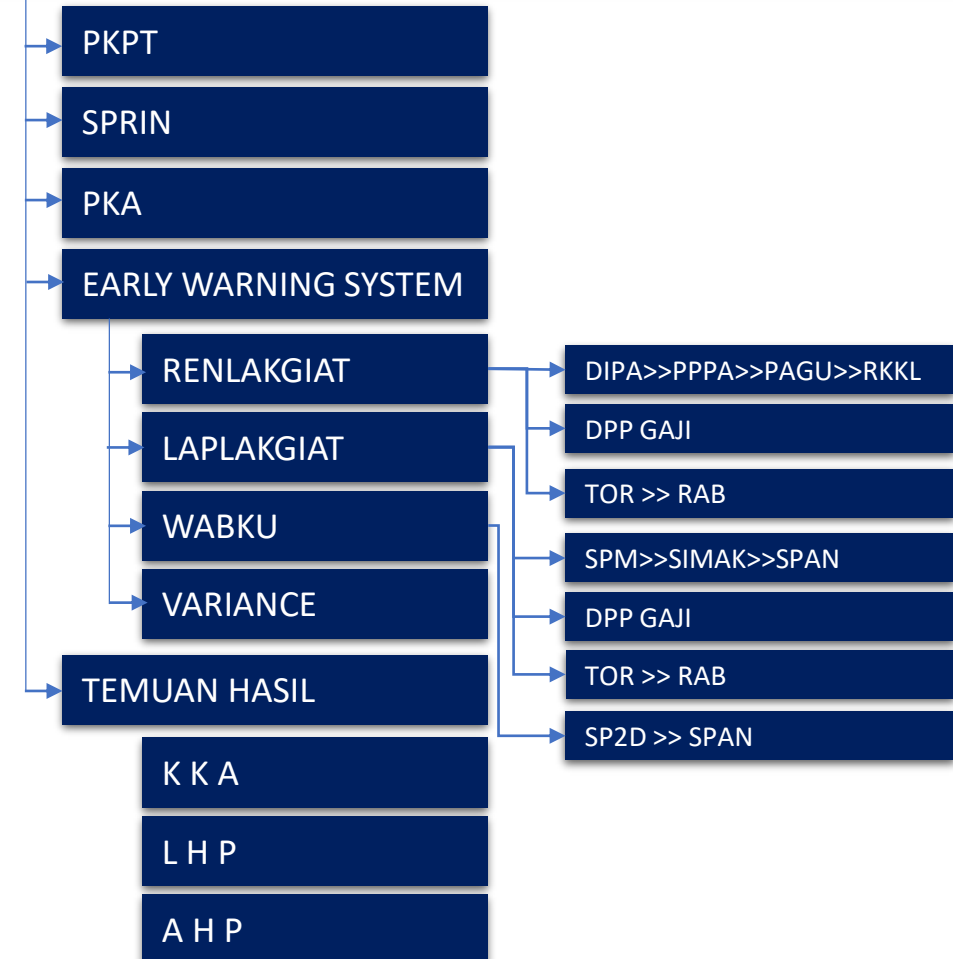 PKPT
SPRIN
PKA
EARLY WARNING SYSTEM
RENLAKGIAT
LAPLAKGIAT
WABKU
VARIANCE
TEMUAN HASIL
K K A
L H P
A H P
DIPA>>PPPA>>PAGU>>RKKL
DPP GAJI
TOR >> RAB
SPM>>SIMAK>>SPAN
DPP GAJI
TOR >> RAB
SP2D >> SPAN